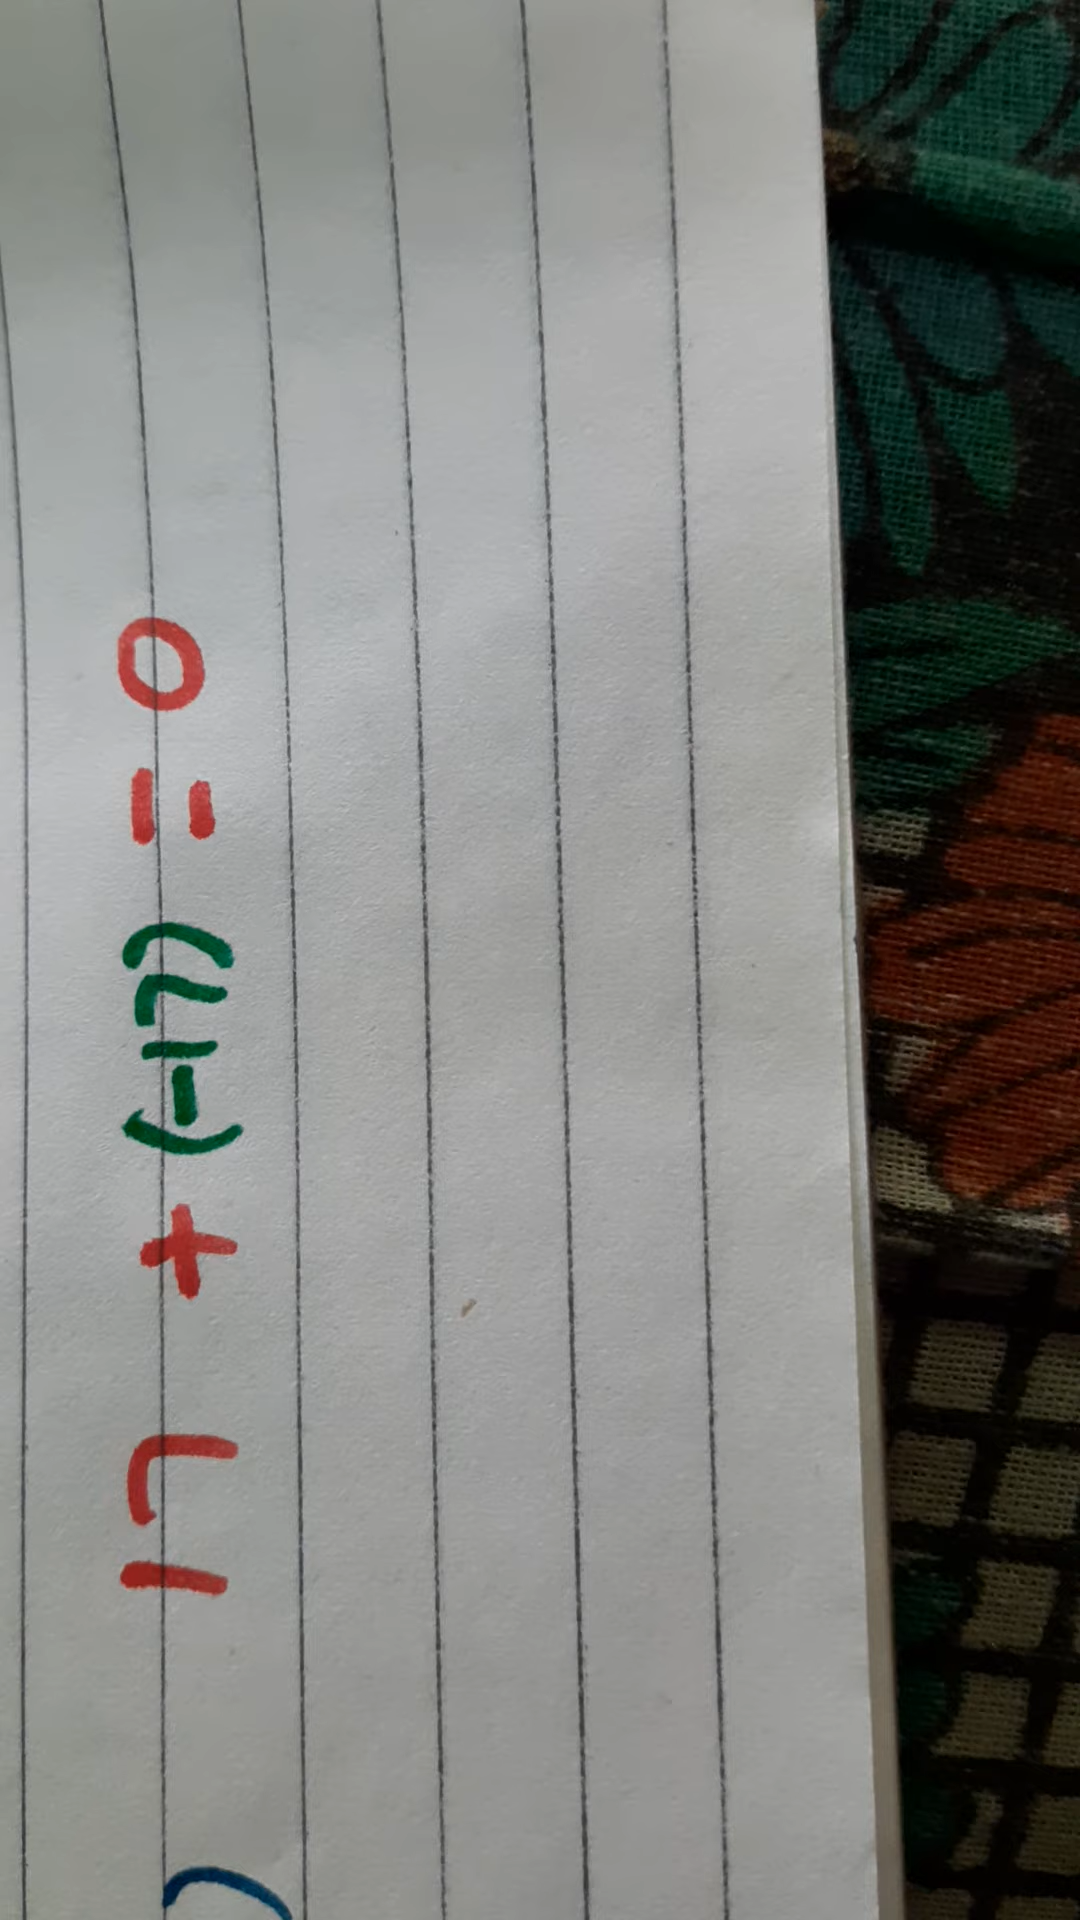 17 + (-17) = 0